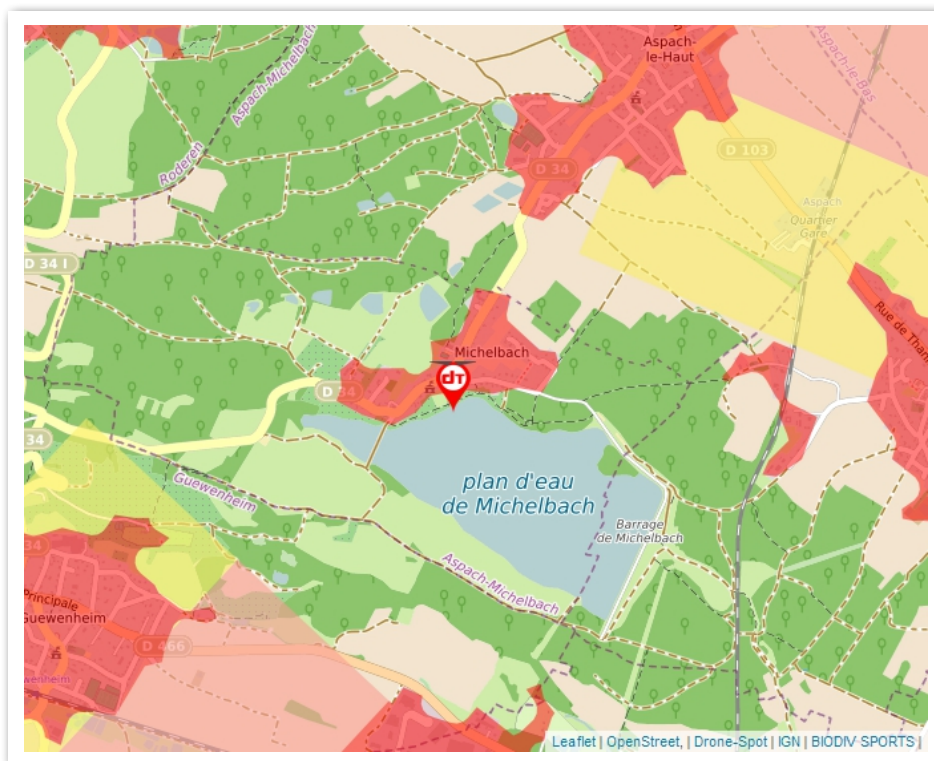 Aspach-
le-Haut
Aspach-le-Bas
Aspach-Michelbach
Roderen
D 103
D 34
Aspach
Quartier
Gare
D 34 I
Rue de Thann
Michelbach
dT
D 34
34
Guewenheim
plan d'eau
de Michelbach
Barrage
de Michelbach
Aspach-Michelbach
34
Principale
Guewenheim
D 466
wenheim
Leaflet | OpenStreet, | Drone-Spot | IGN | BIODIV SPORTS |